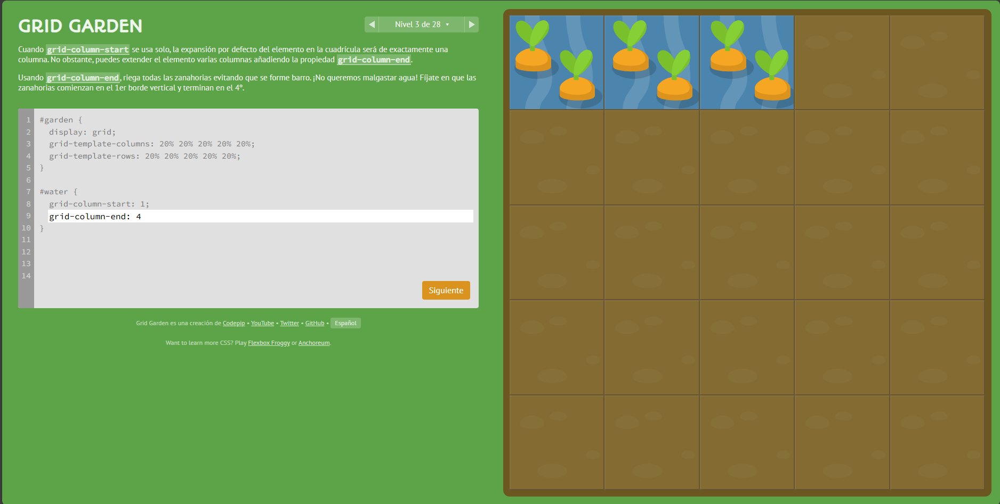 GRID GARDEN
◀ Nivel 3 de 28 ▾ ▶
Cuando grid-column-start se usa solo, la expansión por defecto del elemento en la cuadrícula será de exactamente una
columna. No obstante, puedes extender el elemento varias columnas añadiendo la propiedad grid-column-end.
Usando grid-column-end, riega todas las zanahorias evitando que se forme barro. ¡No queremos malgastar agua! Fíjate en que las
zanahorias comienzan en el 1er borde vertical y terminan en el 4º.
1 #garden {
2 display: grid;
3 grid-template-columns: 20% 20% 20% 20% 20%;
4 grid-template-rows: 20% 20% 20% 20% 20%;
5 }
6
7 #water {
8 grid-column-start: 1;
9 grid-column-end: 4
10 }
11
12
13
14
Siguiente
Grid Garden es una creación de Codepip • YouTube • Twitter • GitHub • Español
Want to learn more CSS? Play Flexbox Froggy or Anchoreum.